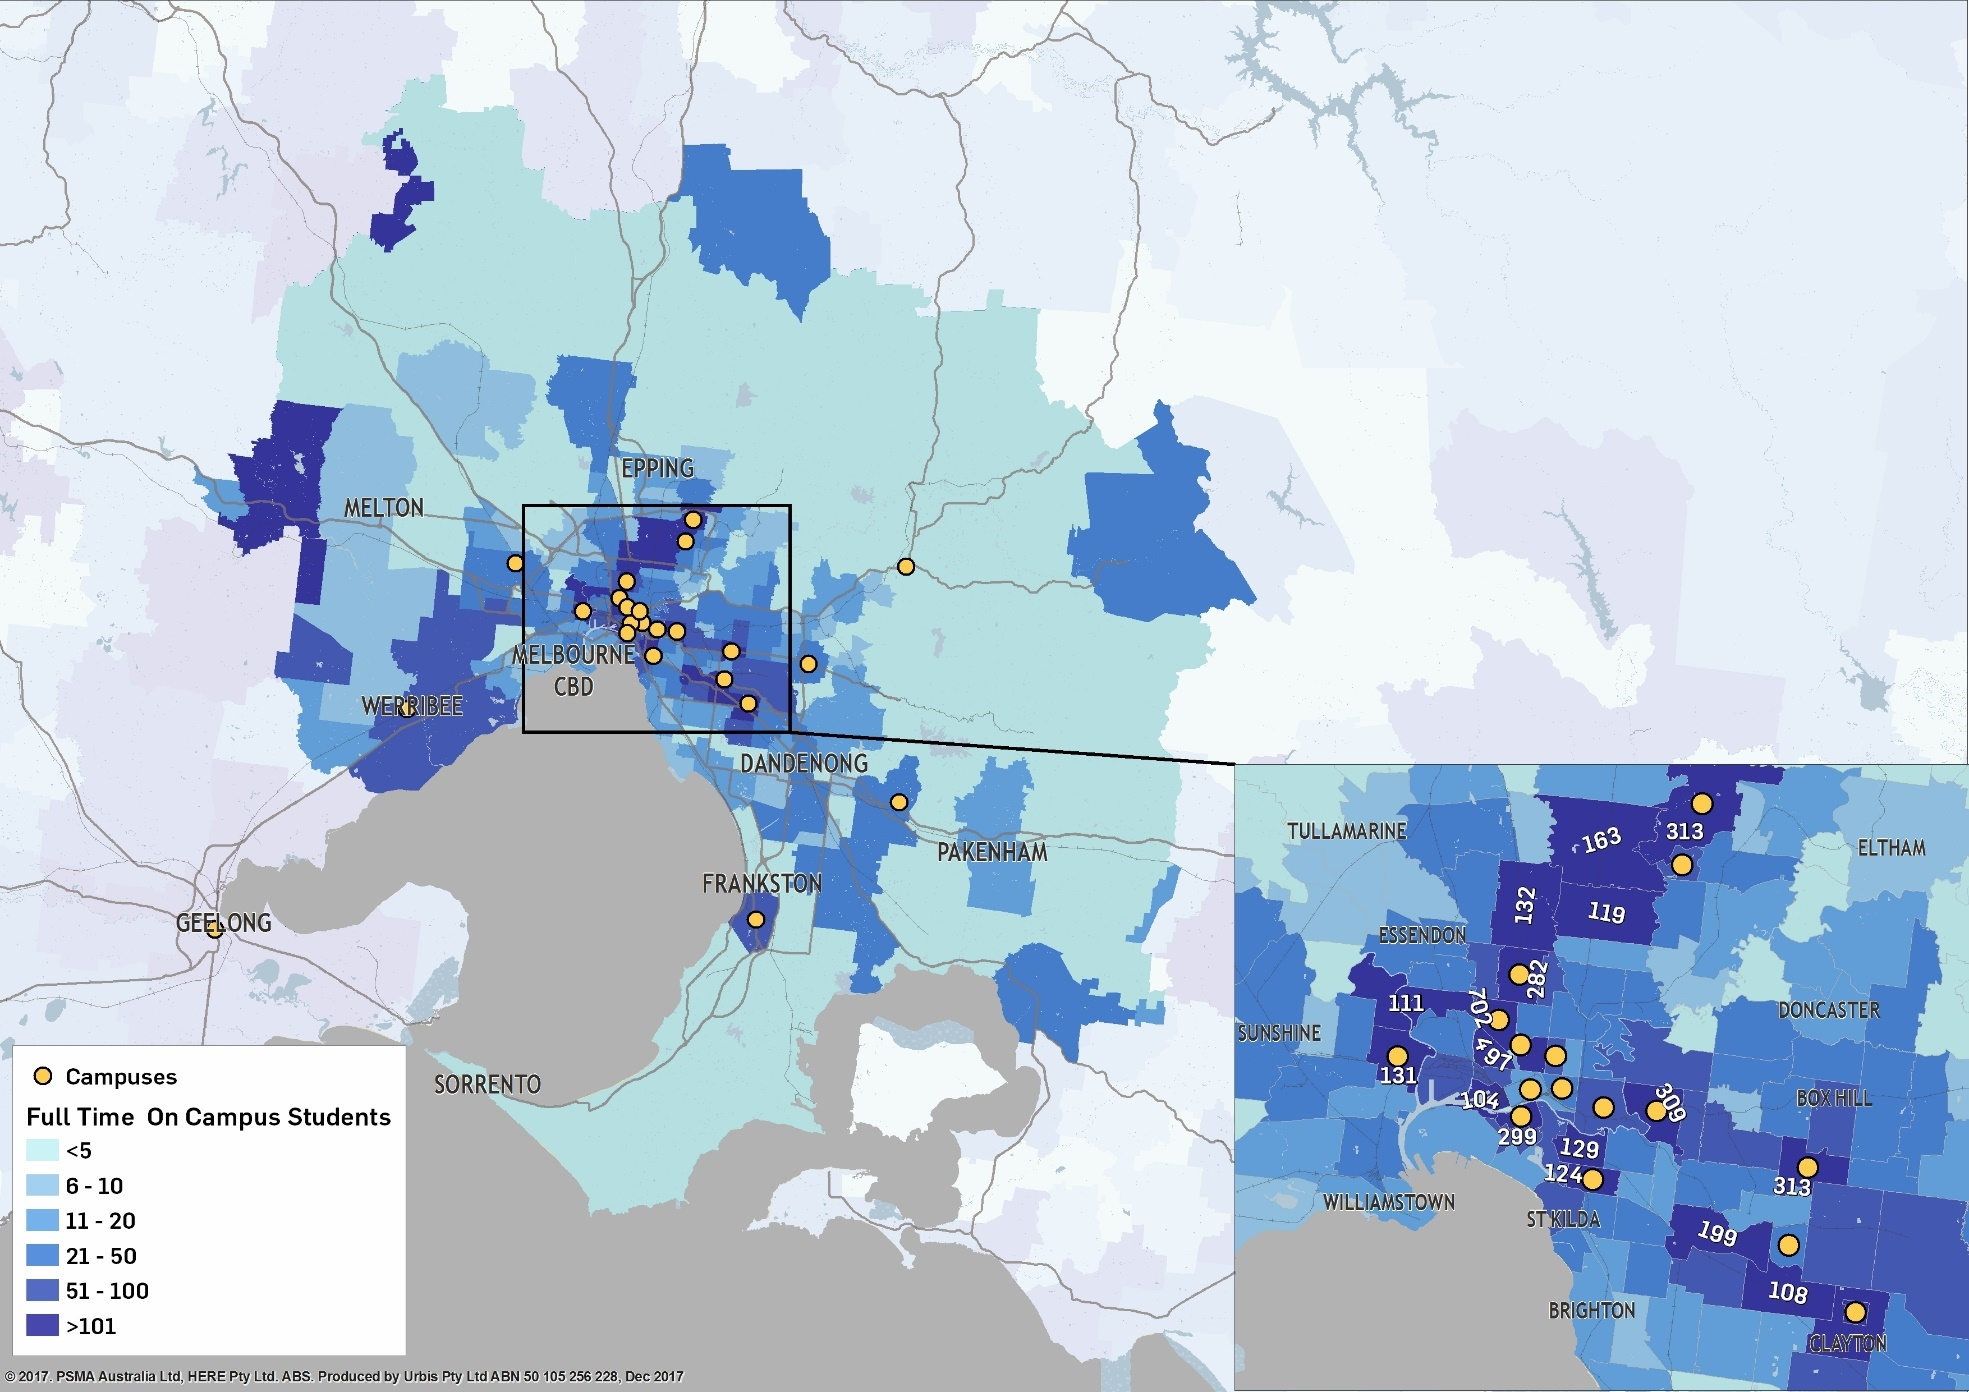 EPPING
MELTON
MELBOURNE
CBD
WERRIBEE
DANDENONG
PAKENHAM
FRANKSTON
GEELONG
SORRENTO
TULLAMARINE
163
313
ELTHAM
132
119
ESSENDON
282
111
702
DONCASTER
SUNSHINE
497
131
104
309
BOX HILL
299
129
124
313
WILLIAMSTOWN
ST KILDA
199
108
BRIGHTON
CLAYTON
Campuses
Full Time On Campus Students
<5
6 - 10
11 - 20
21 - 50
51 - 100
>101
© 2017. PSMA Australia Ltd, HERE Pty Ltd. ABS. Produced by Urbis Pty Ltd ABN 50 105 256 228, Dec 2017